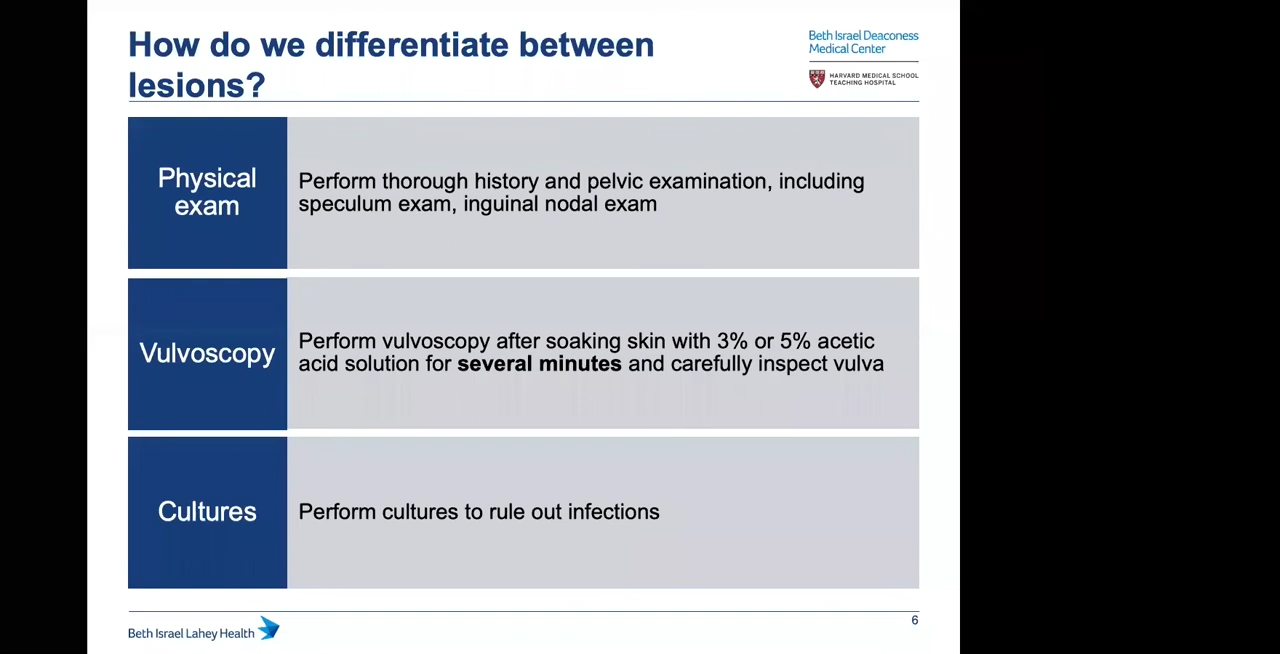 How do we differentiate between
lesions?
Beth Israel Deaconess
Medical Center
HARVARD MEDICAL SCHOOL
TEACHING HOSPITAL
Physical
exam
Perform thorough history and pelvic examination, including
speculum exam, inguinal nodal exam
Vulvoscopy
Perform vulvoscopy after soaking skin with 3% or 5% acetic
acid solution for several minutes and carefully inspect vulva
Cultures
Perform cultures to rule out infections
Beth Israel Lahey Health
6